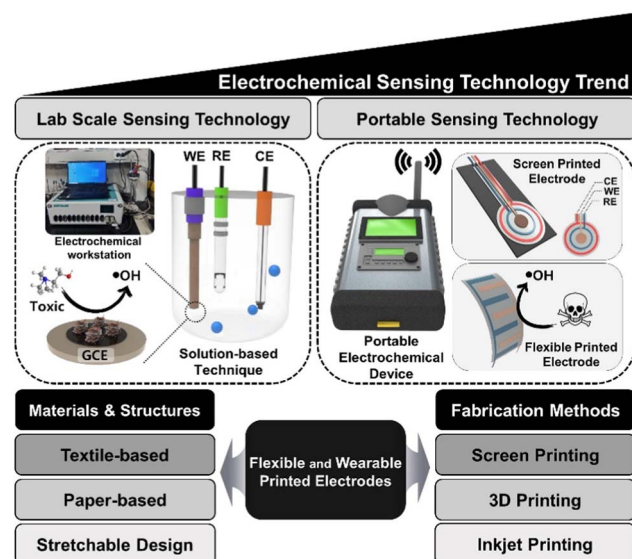 Electrochemical Sensing Technology Trend
Lab Scale Sensing Technology
Portable Sensing Technology
WE RE CE
Electrochemical
workstation
•OH
Toxic
GCE
Solution-based
Technique
Portable
Electrochemical
Device
Screen Printed
Electrode
CE
WE
RE
•OH
Flexible Printed
Electrode
Materials & Structures
Textile-based
Paper-based
Stretchable Design
Flexible and Wearable
Printed Electrodes
Fabrication Methods
Screen Printing
3D Printing
Inkjet Printing